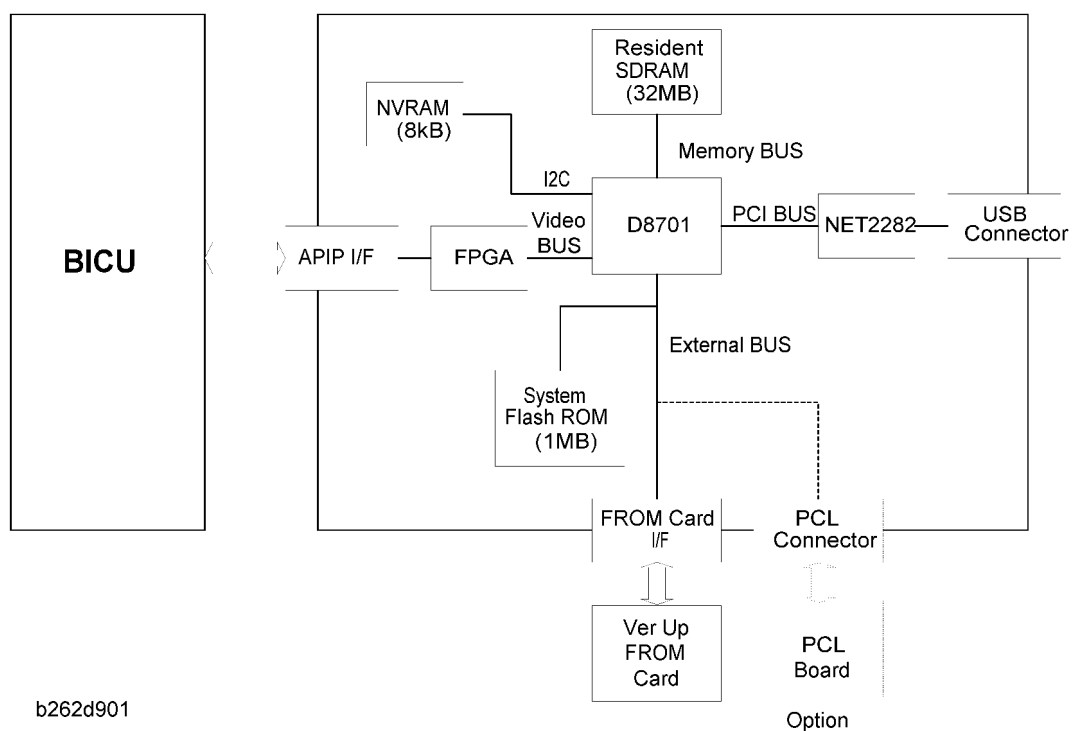 Resident
SDRAM
(32MB)
NVRAM
(8kB)
Memory BUS
I2C
BICU
APIP I/F
FPGA
Video
BUS
D8701
PCI BUS
NET2282
USB
Connector
External BUS
System
Flash ROM
(1MB)
FROM Card
I/F
PCL
Connector
Ver Up
FROM
Card
PCL
Board
Option
b262d901